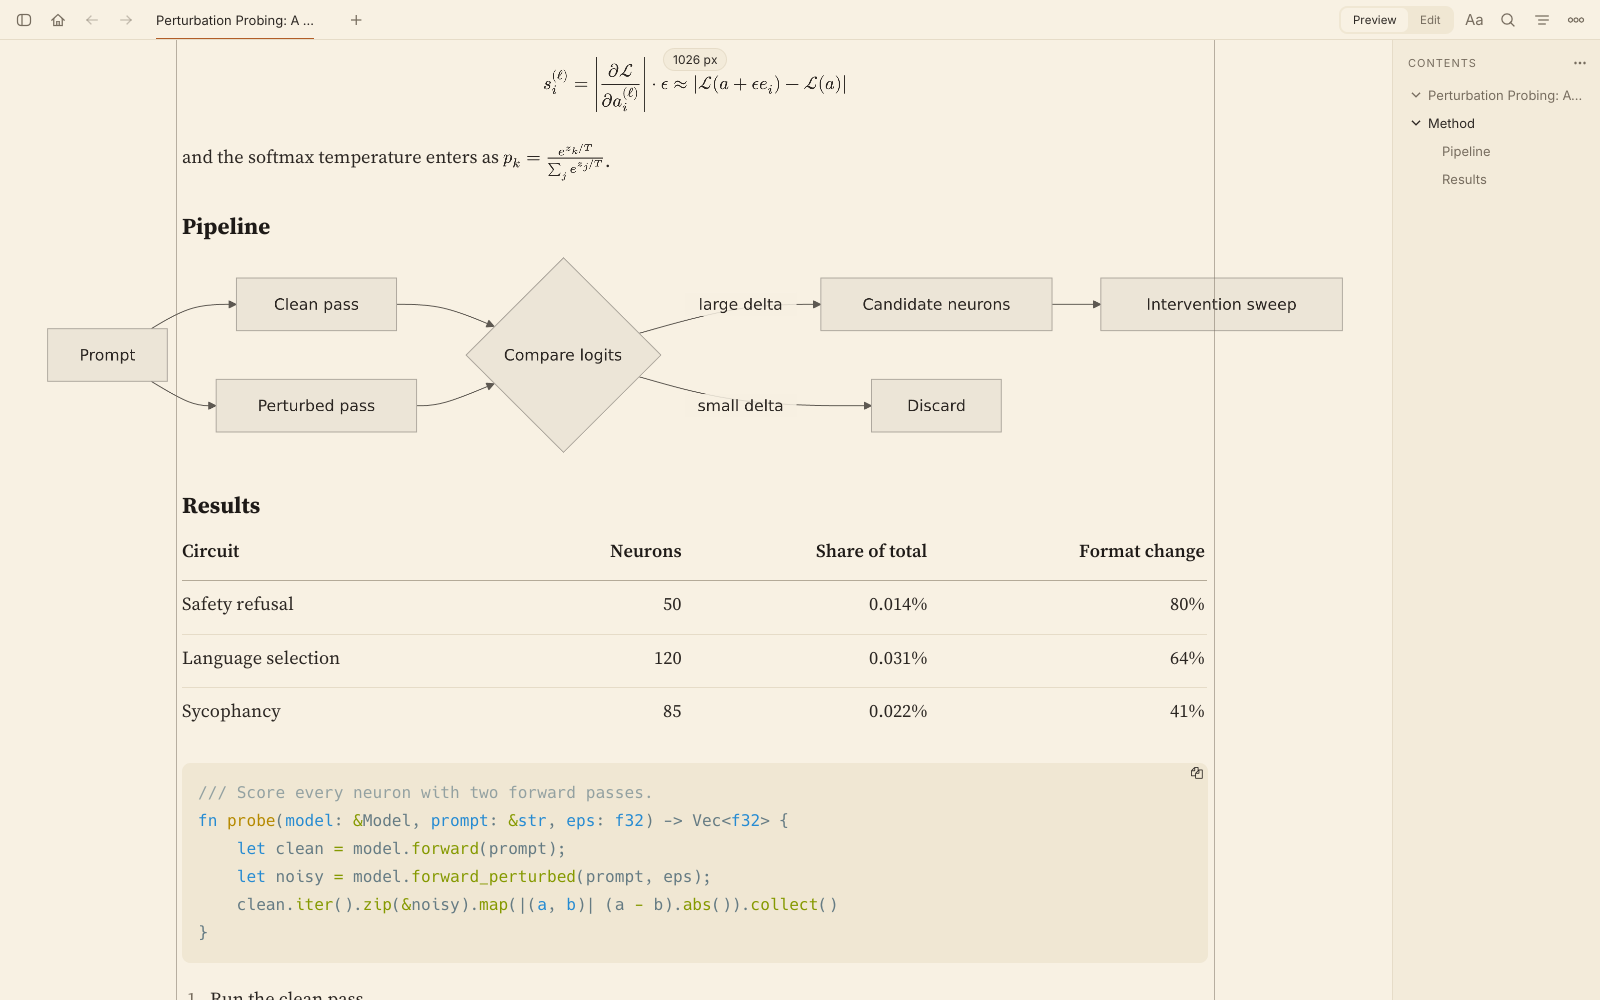 Perturbation Probing: A ...
Preview
Edit
Aa
1026 px
CONTENTS
Perturbation Probing: A...
Method
Pipeline
Results
s_i^{(ℓ)} = |∂ℒ/∂a_i^{(ℓ)}| · ϵ ≈ |ℒ(a + ϵe_i) − ℒ(a)|
and the softmax temperature enters as p_k = e^{z_k/T}/∑_j e^{z_j/T}.
Pipeline
Prompt
Clean pass
Perturbed pass
Compare logits
large delta
small delta
Candidate neurons
Discard
Intervention sweep
Results
Circuit Neurons Share of total Format change
Safety refusal 50 0.014% 80%
Language selection 120 0.031% 64%
Sycophancy 85 0.022% 41%
/// Score every neuron with two forward passes.
fn probe(model: &Model, prompt: &str, eps: f32) -> Vec<f32> {
    let clean = model.forward(prompt);
    let noisy = model.forward_perturbed(prompt, eps);
    clean.iter().zip(&noisy).map(|(a, b)| (a - b).abs()).collect()
}
1. Run the clean pass